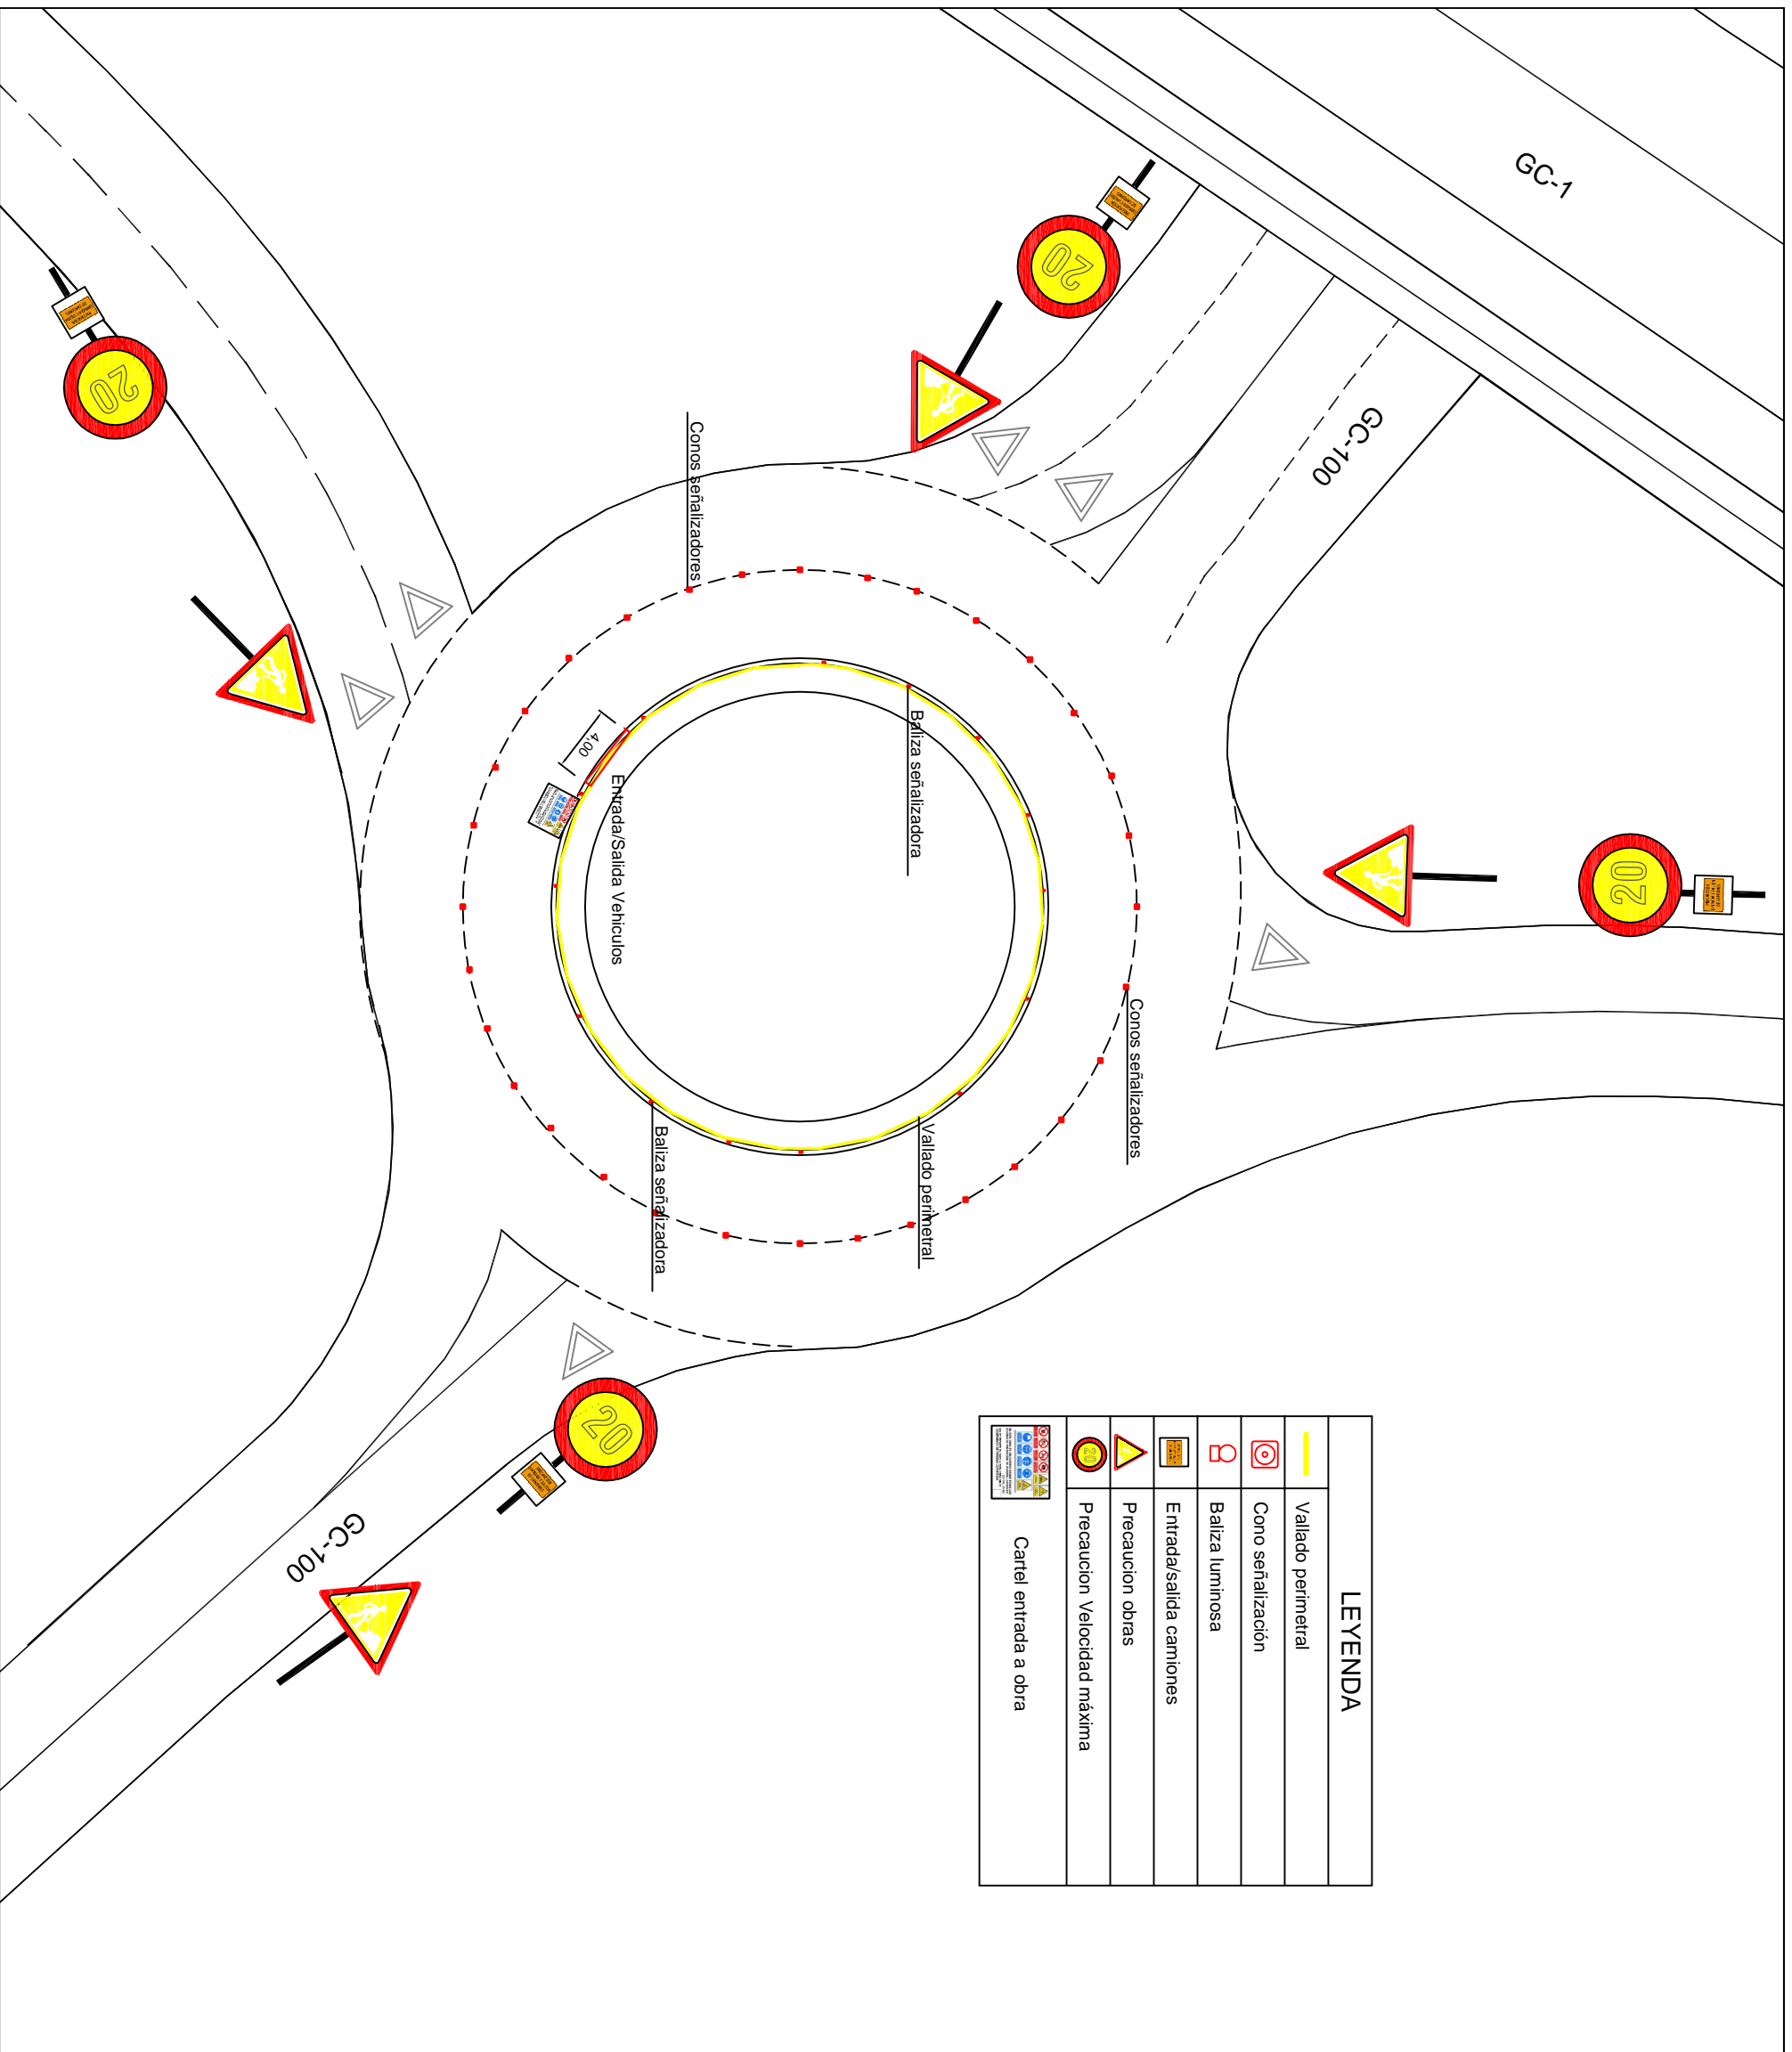 GC-1
GC-100
20
20
20
20
Conos señalizadores
Baliza señalizadora
4,00
Entrada/Salida Vehiculos
Conos señalizadores
Vallado perimetral
Baliza señalizadora
GC-100
LEYENDA
Vallado perimetral
Cono señalización
Baliza luminosa
Entrada/salida camiones
Precaucion obras
20
Precaucion Velocidad máxima
Cartel entrada a obra